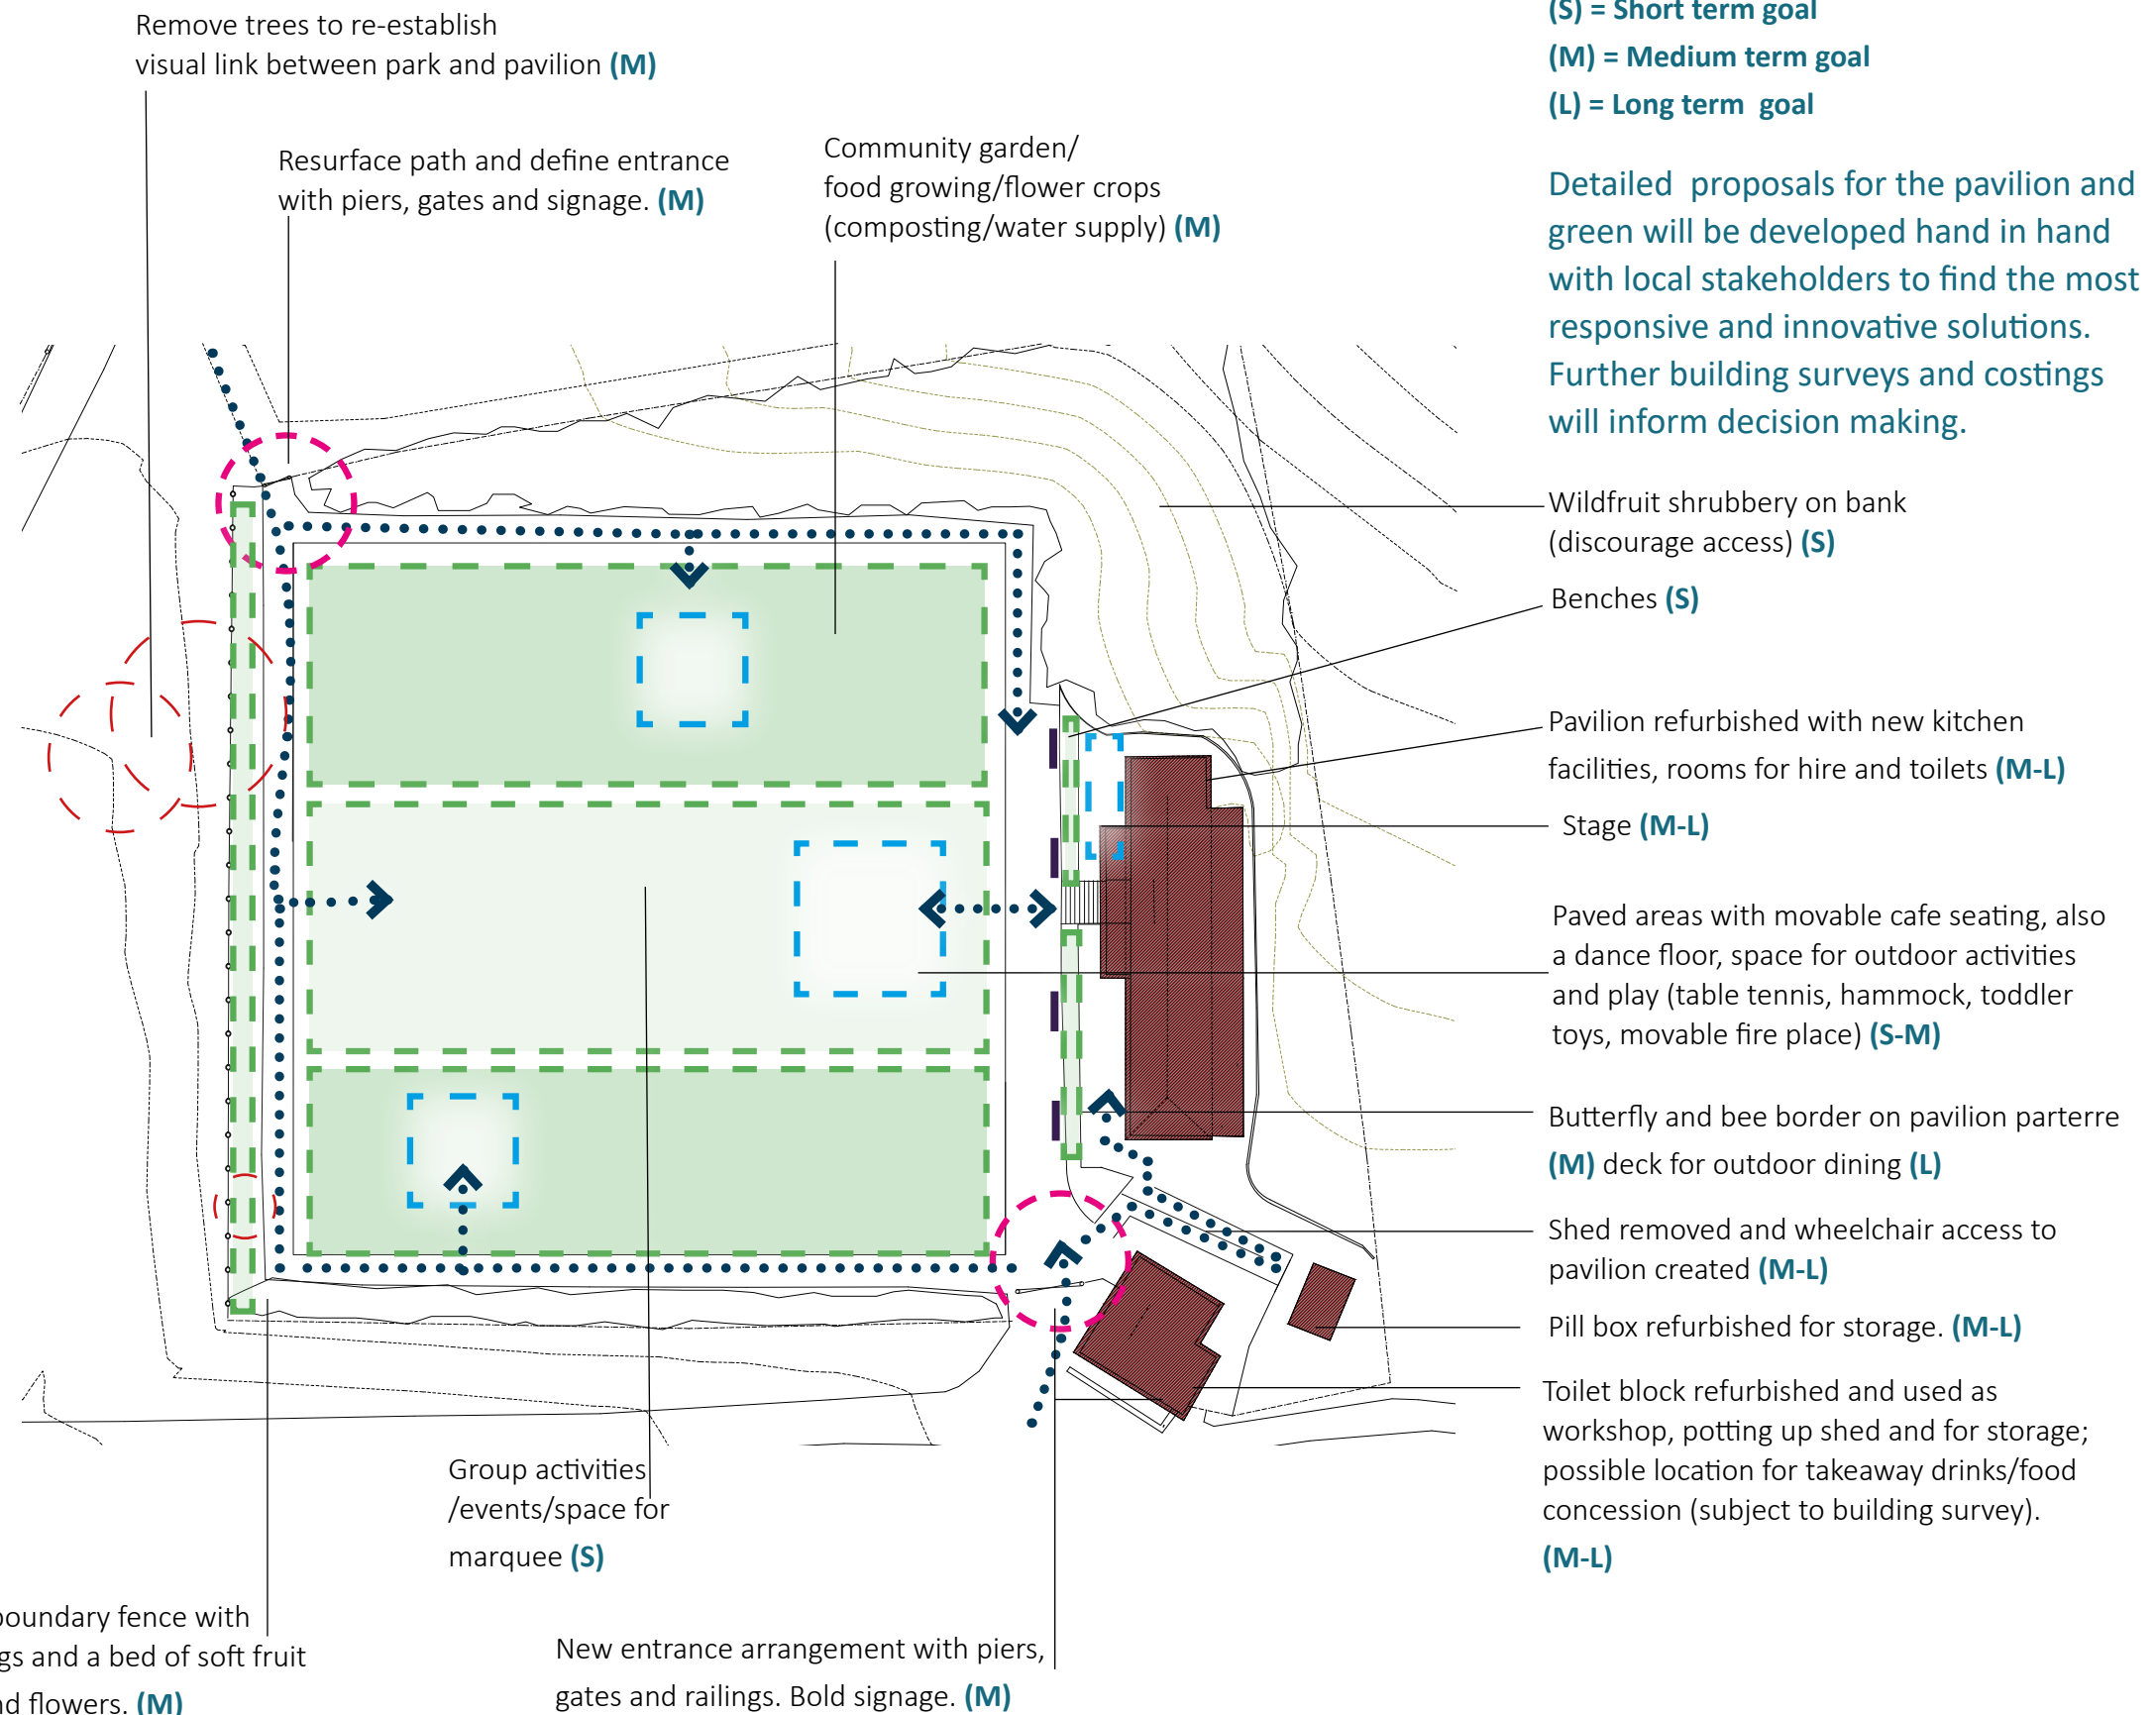 Remove trees to re-establish
visual link between park and pavilion (M)
Resurface path and define entrance
with piers, gates and signage. (M)
Community garden/
food growing/flower crops
(composting/water supply) (M)
(S) = Short term goal
(M) = Medium term goal
(L) = Long term  goal
Detailed  proposals for the pavilion and
green will be developed hand in hand
with local stakeholders to find the most
responsive and innovative solutions.
Further building surveys and costings
will inform decision making.
Wildfruit shrubbery on bank
(discourage access) (S)
Benches (S)
Pavilion refurbished with new kitchen
facilities, rooms for hire and toilets (M-L)
Stage (M-L)
Paved areas with movable cafe seating, also
a dance floor, space for outdoor activities
and play (table tennis, hammock, toddler
toys, movable fire place) (S-M)
Butterfly and bee border on pavilion parterre
(M) deck for outdoor dining (L)
Shed removed and wheelchair access to
pavilion created (M-L)
Pill box refurbished for storage. (M-L)
Toilet block refurbished and used as
workshop, potting up shed and for storage;
possible location for takeaway drinks/food
concession (subject to building survey).
(M-L)
Group activities
/events/space for
marquee (S)
boundary fence with
and a bed of soft fruit
flowers. (M)
New entrance arrangement with piers,
gates and railings. Bold signage. (M)